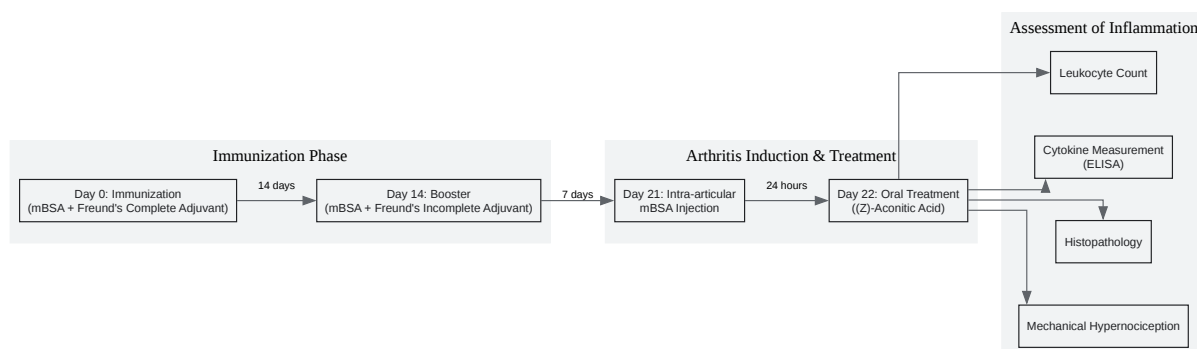 Immunization Phase
Day 0: Immunization
(mBSA + Freund's Complete Adjuvant)
14 days
Day 14: Booster
(mBSA + Freund's Incomplete Adjuvant)
7 days
Arthritis Induction & Treatment
Day 21: Intra-articular
mBSA Injection
24 hours
Day 22: Oral Treatment
((Z)-Aconitic Acid)
Assessment of Inflammation
Leukocyte Count
Cytokine Measurement
(ELISA)
Histopathology
Mechanical Hypernociception